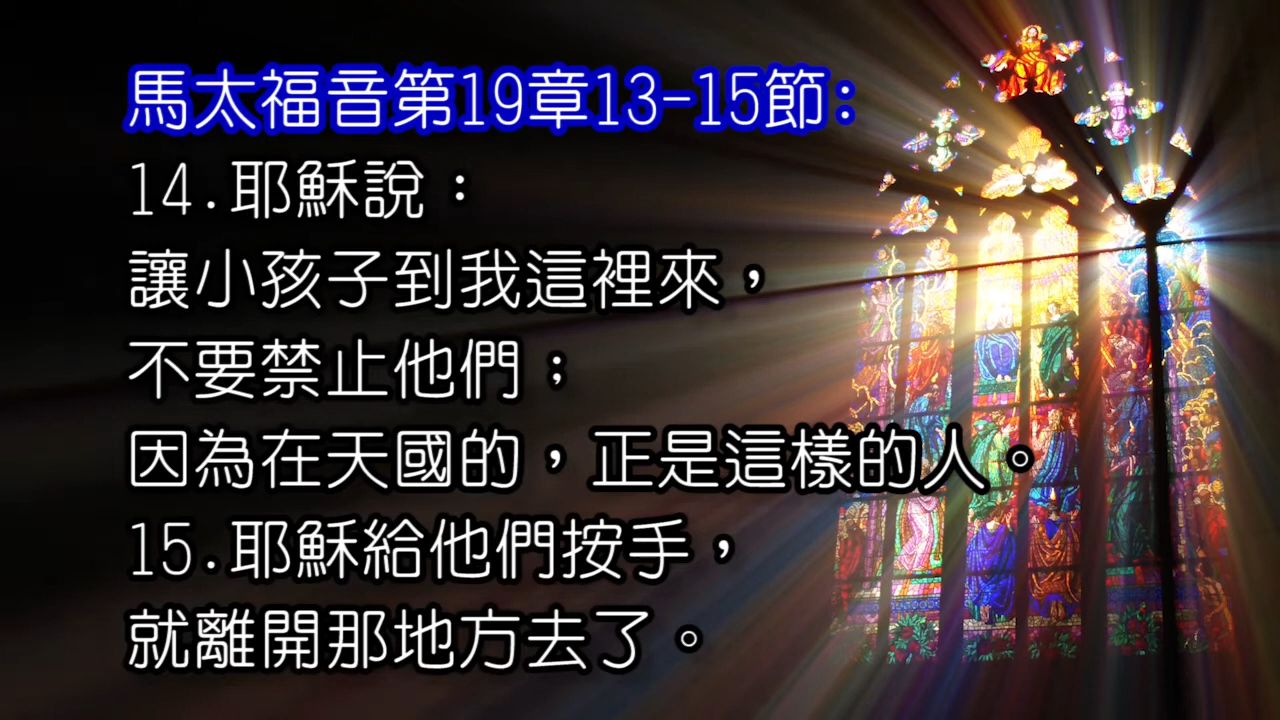 馬太福音第19章13-15節:
14.耶穌說：
讓小孩子到我這裡來，
不要禁止他們；
因為在天國的，正是這樣的人。
15.耶穌給他們按手，
就離開那地方去了。